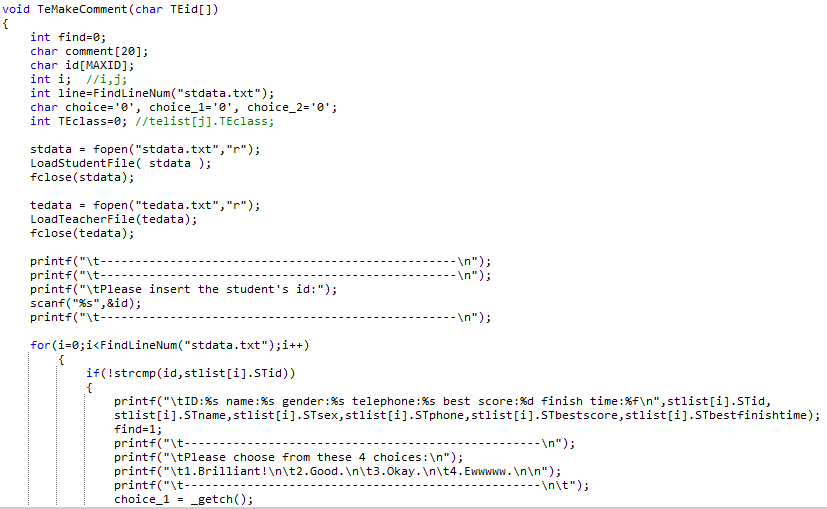 void TeMakeComment(char TEid[])
{
    int find=0;
    char comment[20];
    char id[MAXID];
    int i;  //i,j;
    int line=FindLineNum("stdata.txt");
    char choice='0', choice_1='0', choice_2='0';
    int TEclass=0; //telist[j].TEclass;

    stdata = fopen("stdata.txt","r");
    LoadStudentFile( stdata );
    fclose(stdata);

    tedata = fopen("tedata.txt","r");
    LoadTeacherFile(tedata);
    fclose(tedata);

    printf("\t---------------------------------------------------\n");
    printf("\t---------------------------------------------------\n");
    printf("\tPlease insert the student's id:");
    scanf("%s",&id);
    printf("\t---------------------------------------------------\n");

    for(i=0;i<FindLineNum("stdata.txt");i++)
        {
            if(!strcmp(id,stlist[i].STid))
            {
                printf("\tID:%s name:%s gender:%s telephone:%s best score:%d finish time:%f\n",stlist[i].STid,
                stlist[i].STname,stlist[i].STsex,stlist[i].STphone,stlist[i].STbestscore,stlist[i].STbestfinishtime);
                find=1;
                printf("\t---------------------------------------------------\n");
                printf("\tPlease choose from these 4 choices:\n");
                printf("\t1.Brilliant!\n\t2.Good.\n\t3.Okay.\n\t4.Ewwwww.\n\n");
                printf("\t---------------------------------------------------\n\t");
                choice_1 = _getch();